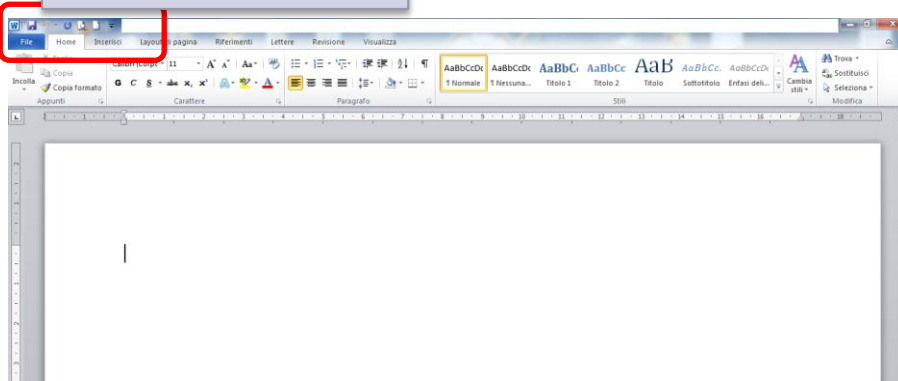 File Home Inserisci Layout di pagina Riferimenti Lettere Revisione Visualizza
Incolla
Copia
Copia formato
Appunti
11
G C S abc x, x²
Carattere
Paragrafo
AaBbCcDc AaBbCcDc AaBbC AaBbCc AaB AaBbCc. AaBbCcDc
¶ Normale ¶ Nessuna... Titolo 1 Titolo 2 Titolo Sottotitolo Enfasi deli...
Stili
Cambia stili
Trova
Sostituisci
Seleziona
Modifica